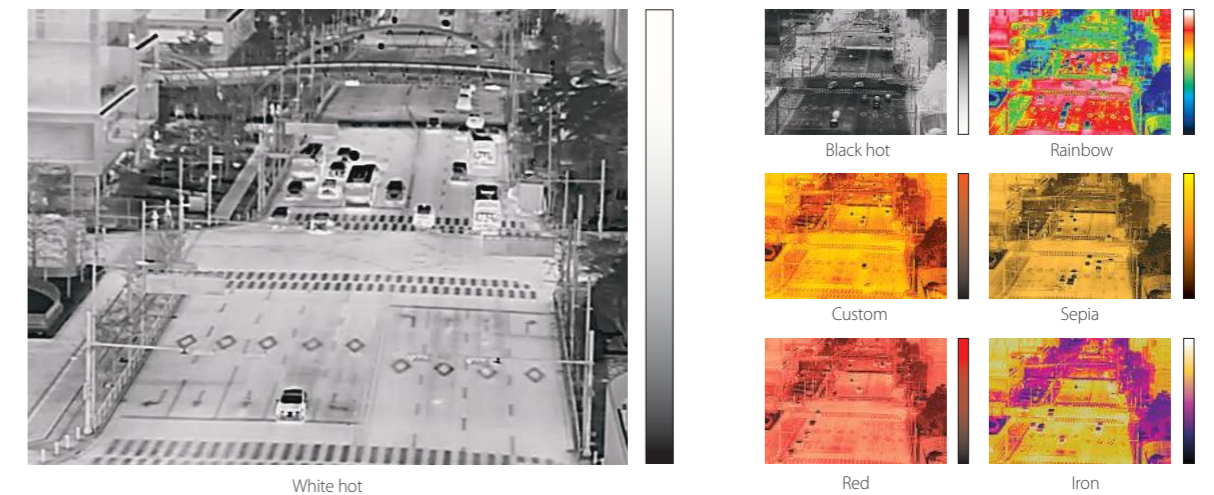 Black hot
Rainbow
Custom
Sepia
White hot
Red
Iron